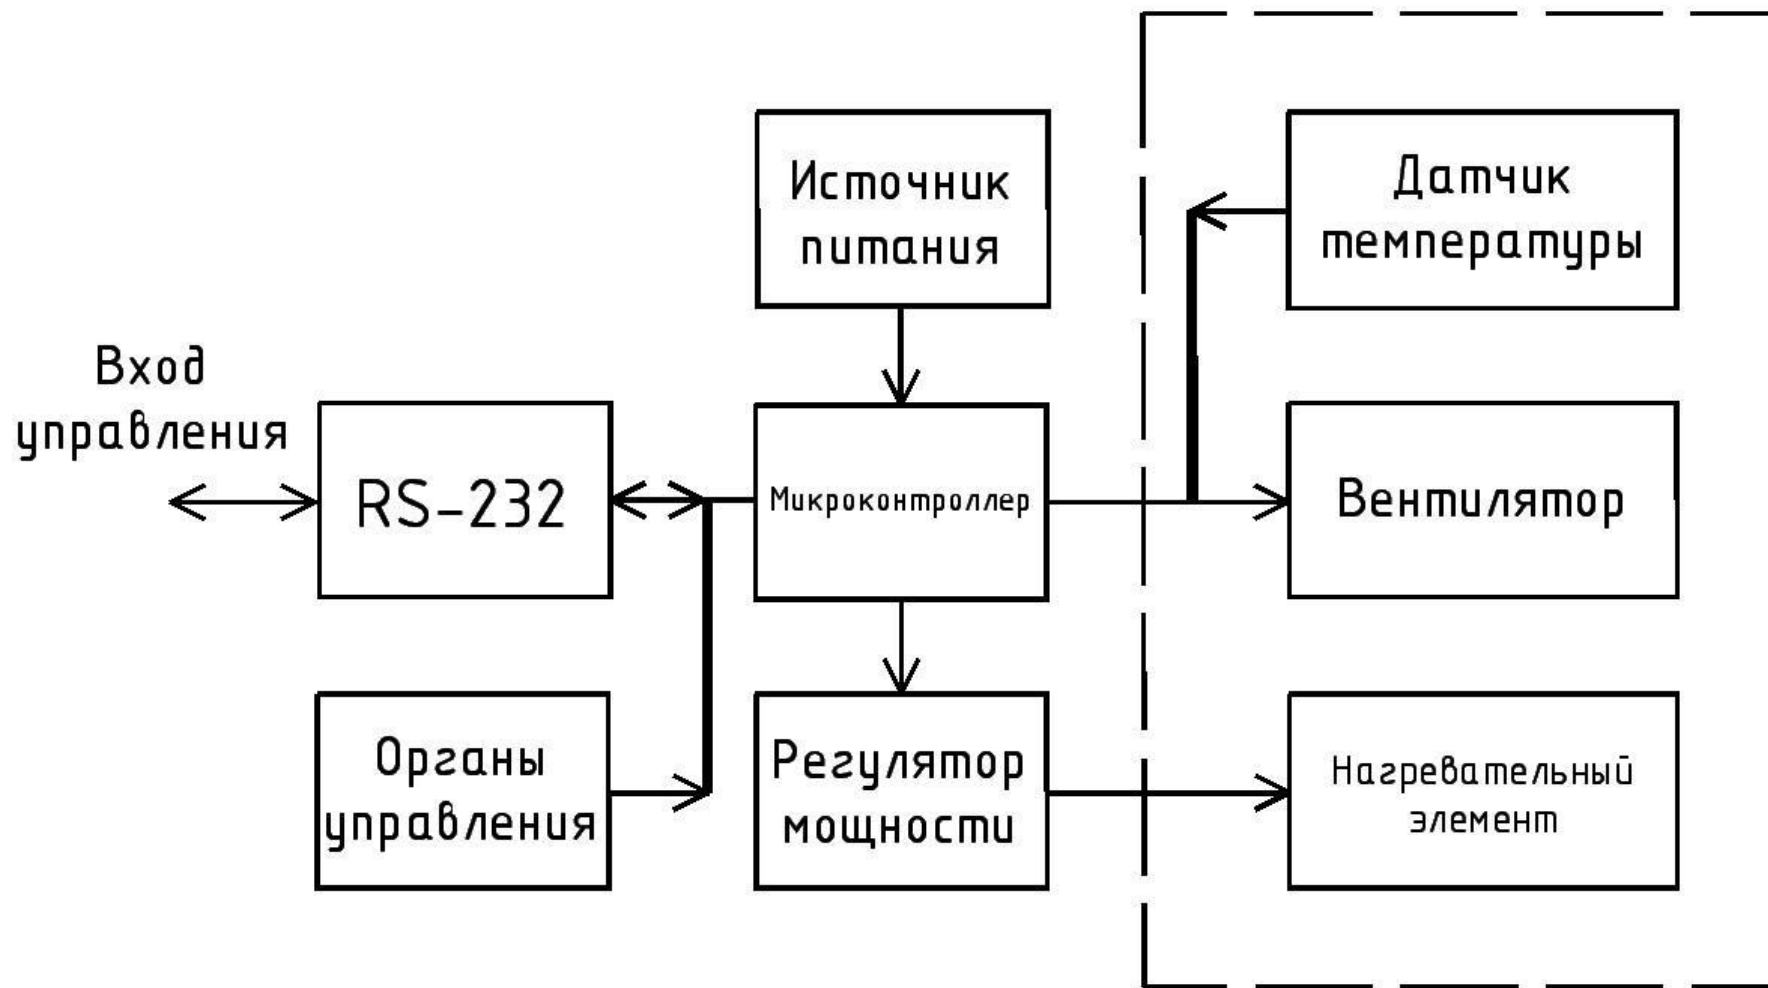 Источник
питания
Датчик
температуры
Вход
управления
RS-232
Микроконтроллер
Вентилятор
Органы
управления
Регулятор
мощности
Нагревательный
элемент